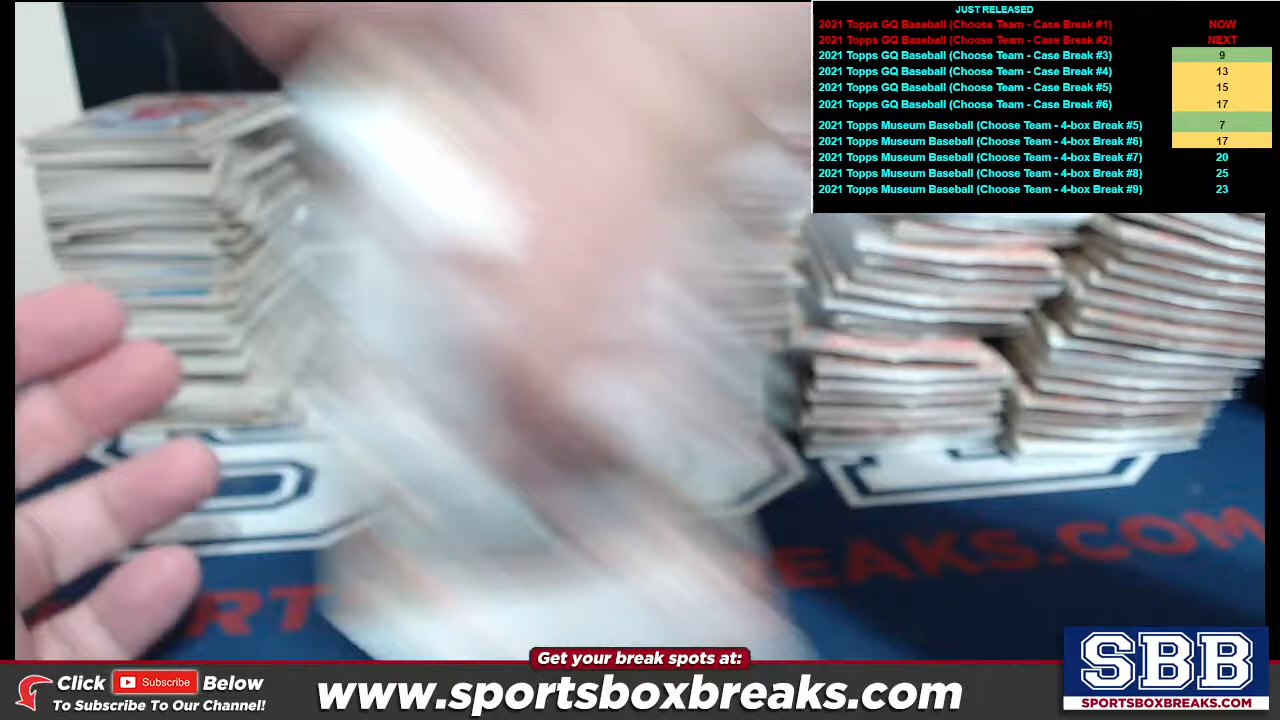 JUST RELEASED
2021 Topps GQ Baseball (Choose Team - Case Break #1) NOW
2021 Topps GQ Baseball (Choose Team - Case Break #2) NEXT
2021 Topps GQ Baseball (Choose Team - Case Break #3) 9
2021 Topps GQ Baseball (Choose Team - Case Break #4) 13
2021 Topps GQ Baseball (Choose Team - Case Break #5) 15
2021 Topps GQ Baseball (Choose Team - Case Break #6) 17
2021 Topps Museum Baseball (Choose Team - 4-box Break #5) 7
2021 Topps Museum Baseball (Choose Team - 4-box Break #6) 17
2021 Topps Museum Baseball (Choose Team - 4-box Break #7) 20
2021 Topps Museum Baseball (Choose Team - 4-box Break #8) 25
2021 Topps Museum Baseball (Choose Team - 4-box Break #9) 23
EAKS.COM
Get your break spots at:
Click Subscribe Below
To Subscribe To Our Channel!
www.sportsboxbreaks.com
SBB
SPORTSBOXBREAKS.COM